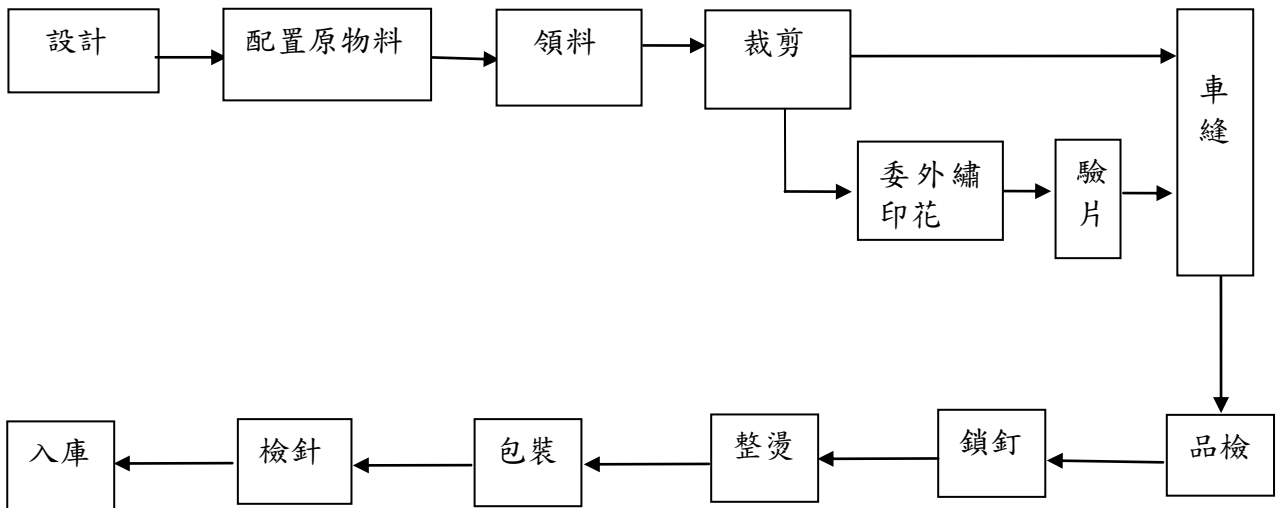 設計
配置原物料
領料
裁剪
車
縫
委外繡
印花
驗
片
品檢
鎖釘
整燙
包裝
檢針
入庫